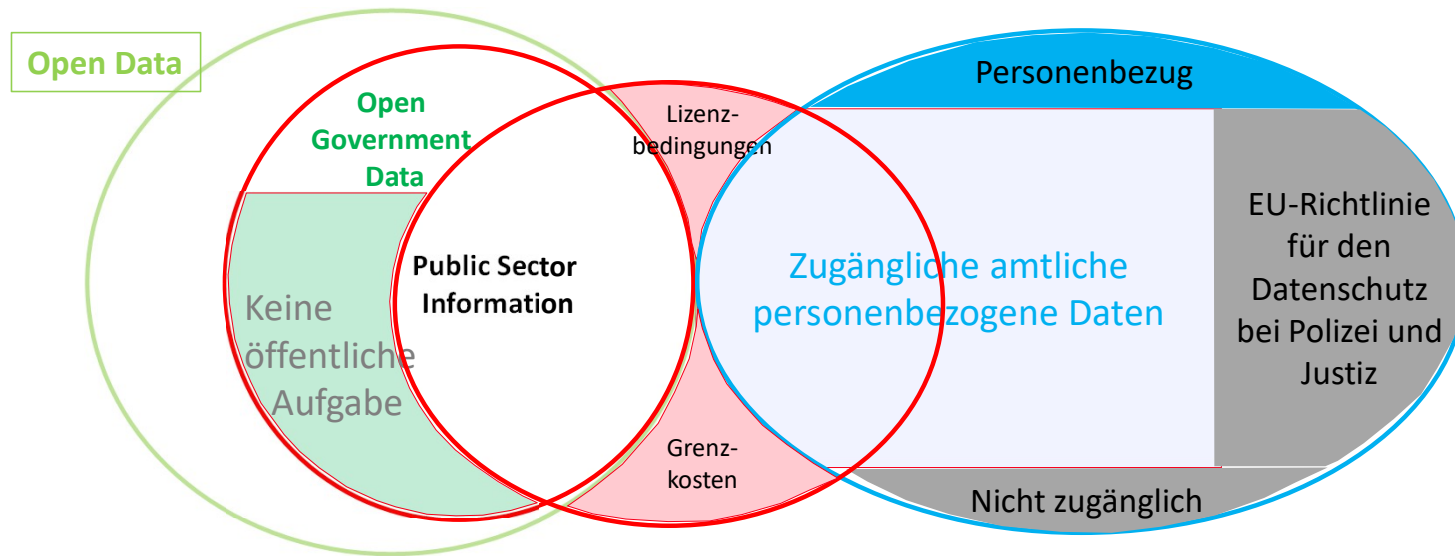 Open Data
Open
Government
Data
Keine
öffentliche
Aufgabe
Public Sector
Information
Lizenz-
bedingungen
Grenz-
kosten
Personenbezug
Zugängliche amtliche
personenbezogene Daten
EU-Richtlinie
für den
Datenschutz
bei Polizei und
Justiz
Nicht zugänglich